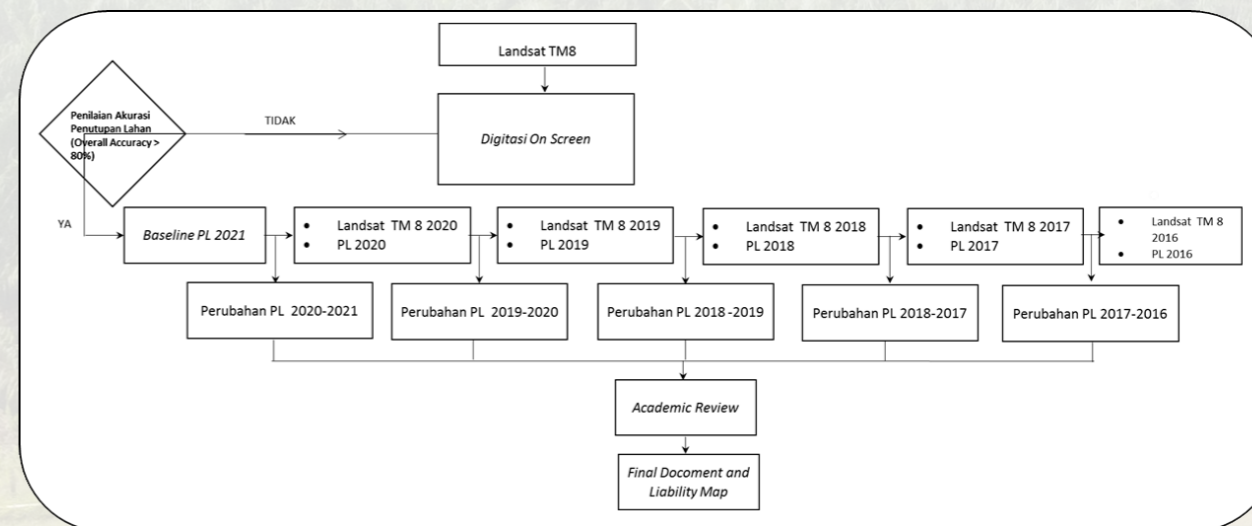 Landsat TM8
Penilaian Akurasi
Penutupan Lahan
(Overall Accuracy >
80%)
TIDAK
Digitasi On Screen
YA
Baseline PL 2021
• Landsat TM 8 2020
• PL 2020
• Landsat TM 8 2019
• PL 2019
• Landsat TM 8 2018
• PL 2018
• Landsat TM 8 2017
• PL 2017
• Landsat TM 8
2016
• PL 2016
Perubahan PL 2020-2021
Perubahan PL 2019-2020
Perubahan PL 2018 -2019
Perubahan PL 2018-2017
Perubahan PL 2017-2016
Academic Review
Final Docoment and
Liability Map